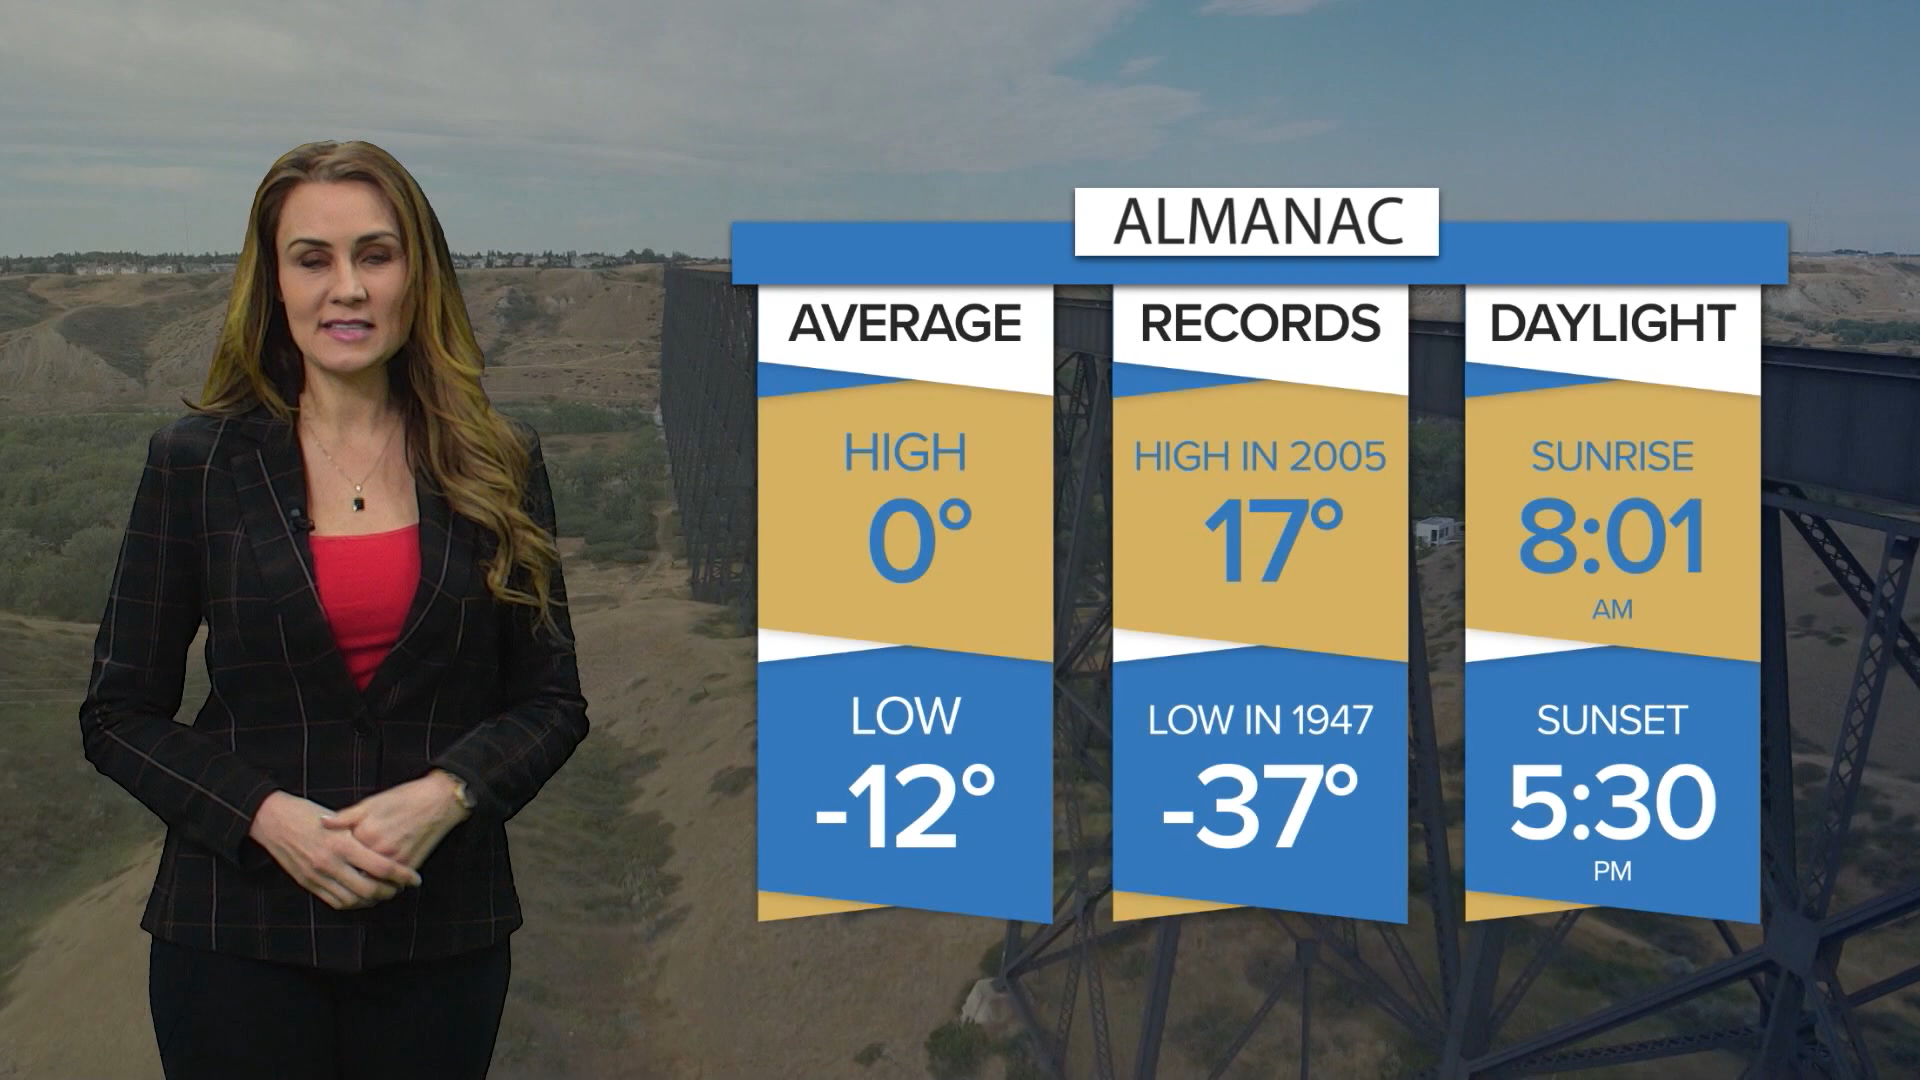 ALMANAC
AVERAGE
HIGH
0°
LOW
-12°
RECORDS
HIGH IN 2005
17°
LOW IN 1947
-37°
DAYLIGHT
SUNRISE
8:01
AM
SUNSET
5:30
PM